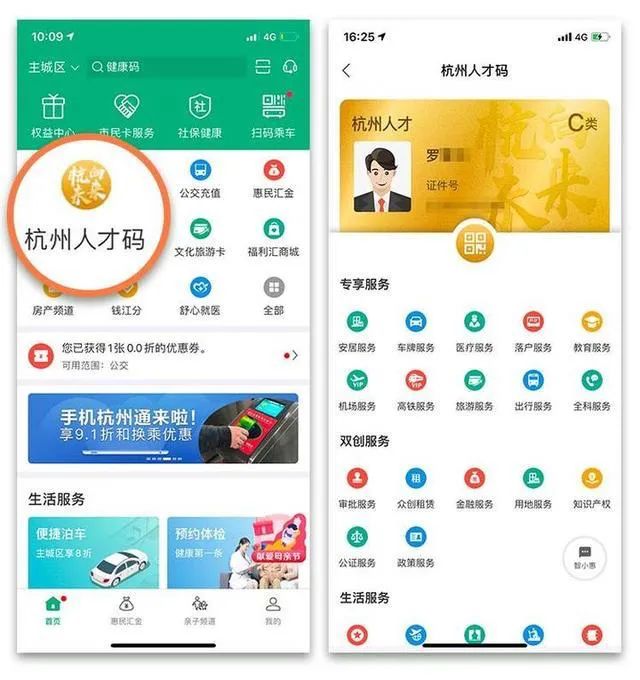 10:09
4G
主城区
健康码
权益中心
市民卡服务
社保健康
扫码乘车
杭向未来
杭州人才码
公交充值
惠民汇金
文化旅游卡
福利汇商城
房产频道
钱江分
舒心就医
全部
您已获得1张0.0折的优惠券。
可用范围：公交
手机杭州通来啦！
享9.1折和换乘优惠
生活服务
便捷泊车
主城区享8折
预约体检
健康第一条
献爱母亲节
首页
惠民汇金
亲子频道
我的
16:25
4G
杭州人才码
杭州人才
C类
罗
证件号
杭向未来
专享服务
安居服务
车牌服务
医疗服务
落户服务
教育服务
VIP
VIP
机场服务
高铁服务
旅游服务
出行服务
全科服务
双创服务
租
审批服务
众创租赁
金融服务
用地服务
知识产权
公证服务
政策服务
智小惠
生活服务